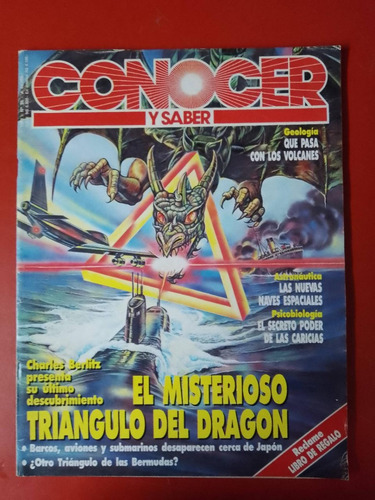 CONOCER
Y SABER
Geología
QUE PASA
CON LOS VOLCANES
Astronáutica
LAS NUEVAS
NAVES ESPACIALES
Psicobiología
EL SECRETO PODER
DE LAS CARICIAS
Charles Berlitz
presenta
su último
descubrimiento
EL MISTERIOSO
TRIANGULO DEL DRAGON
• Barcos, aviones y submarinos desaparecen cerca de Japón
• ¿Otro Triángulo de las Bermudas?
Reclame
LIBRO DE REGALO